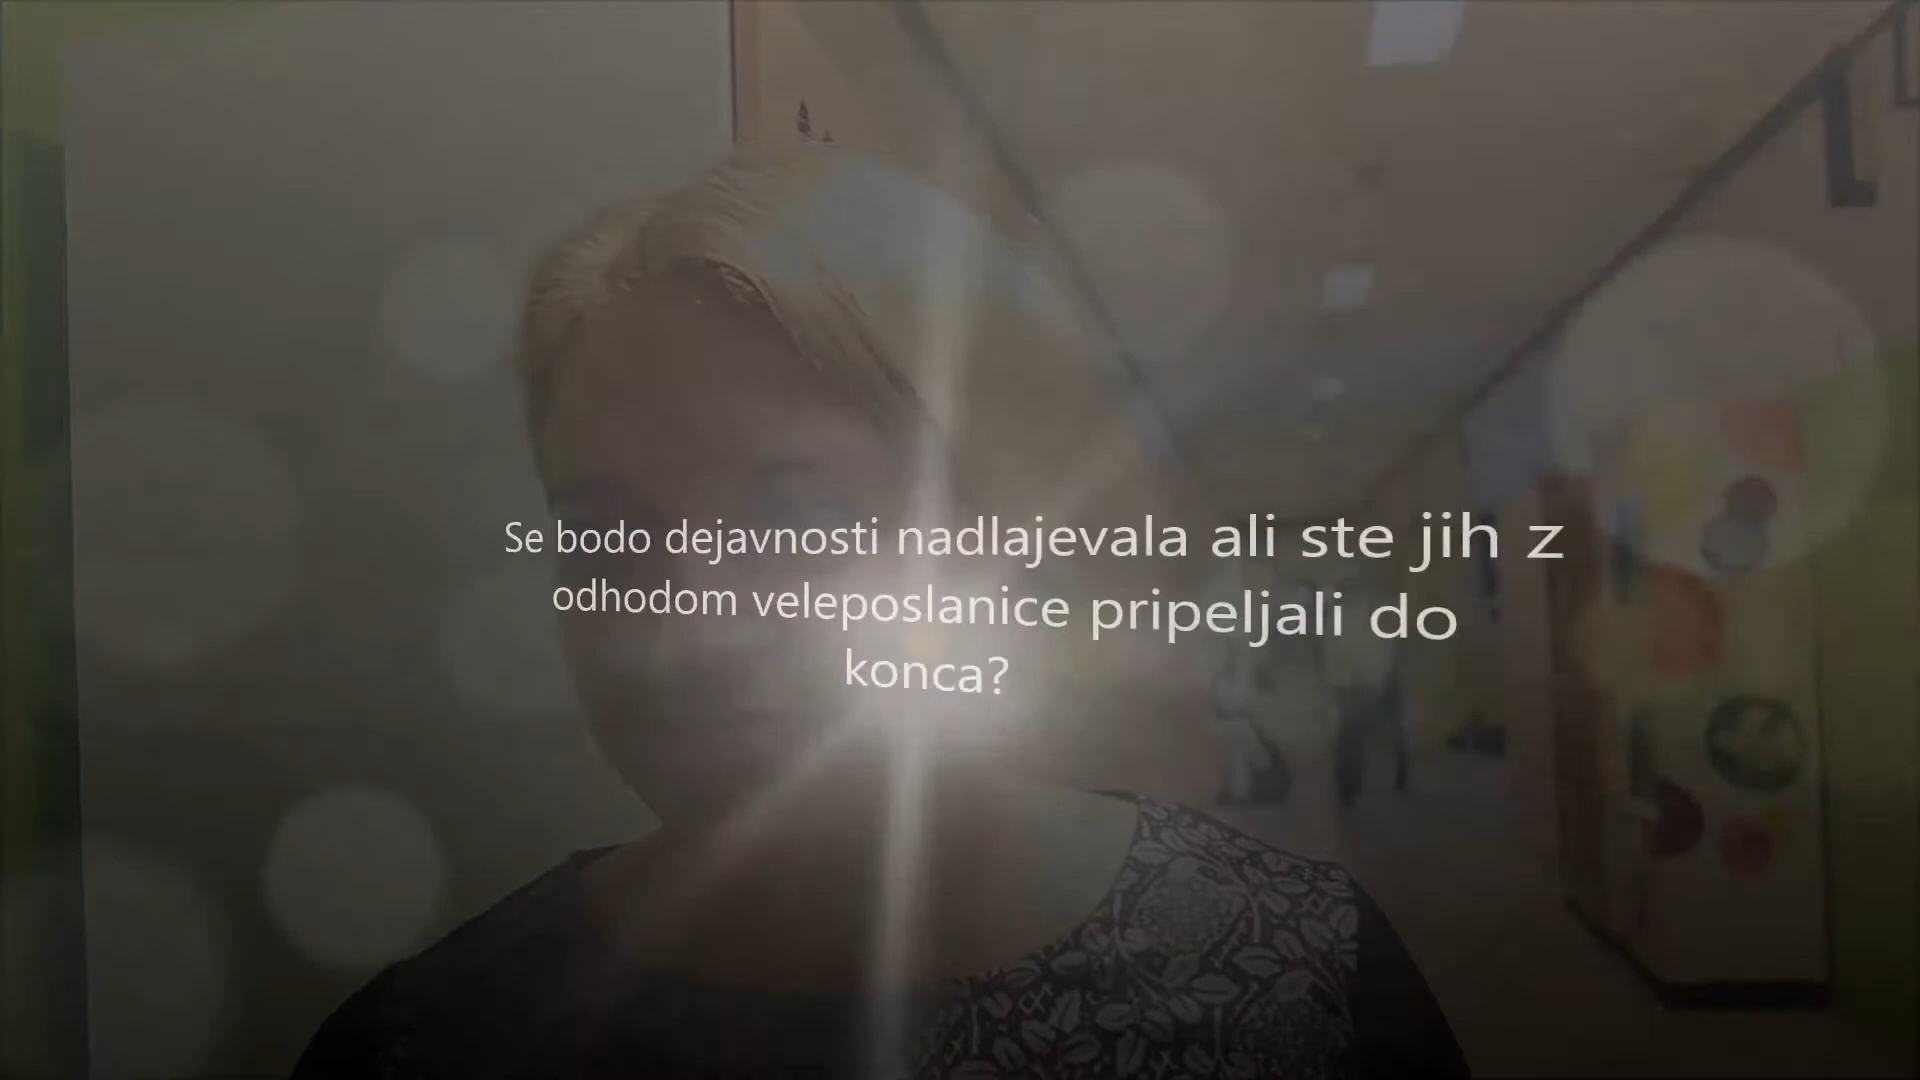 Se bodo dejavnosti nadlajevala ali ste jih z
odhodom veleposlanice pripeljali do
konca?